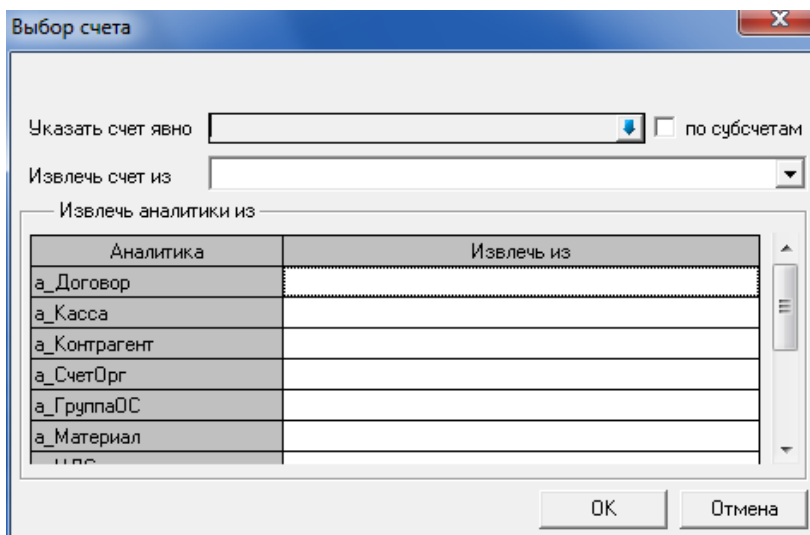 Выбор счета
Указать счет явно
по субсчетам
Извлечь счет из
Извлечь аналитики из
Аналитика Извлечь из
а_Договор
а_Касса
а_Контрагент
а_СчетОрг
а_ГруппаОС
а_Материал
ОК Отмена